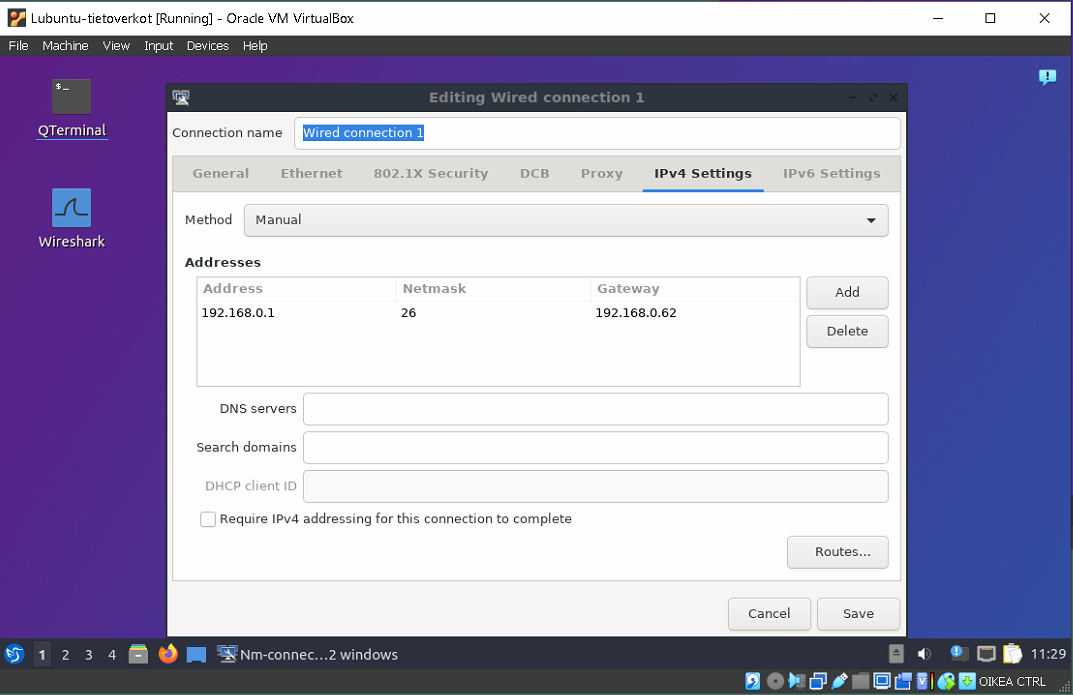 Lubuntu-tietoverkot [Running] - Oracle VM VirtualBox
File Machine View Input Devices Help
$_
QTerminal
Wireshark
Editing Wired connection 1
Connection name Wired connection 1
General Ethernet 802.1X Security DCB Proxy IPv4 Settings IPv6 Settings
Method Manual
Addresses
Address Netmask Gateway
192.168.0.1 26 192.168.0.62
Add
Delete
DNS servers
Search domains
DHCP client ID
Require IPv4 addressing for this connection to complete
Routes...
Cancel Save
1 2 3 4 Nm-connec...2 windows 11:29
OIKEA CTRL